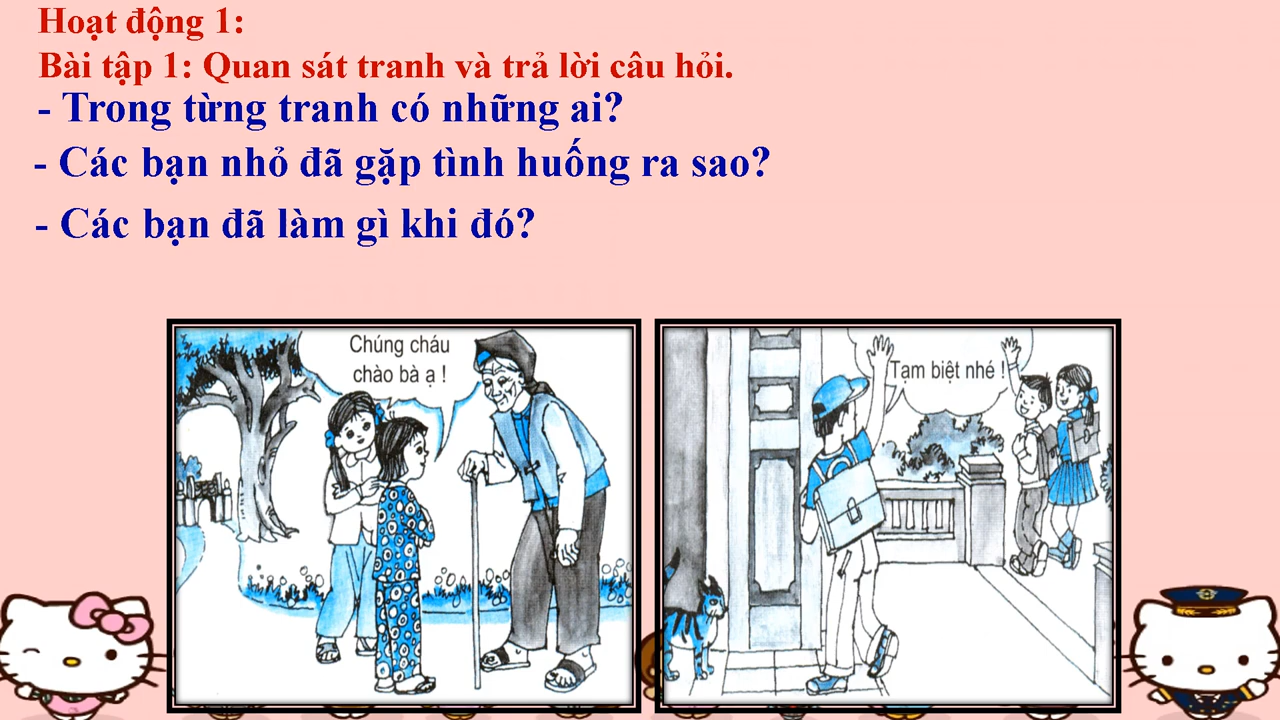 Hoạt động 1:
Bài tập 1: Quan sát tranh và trả lời câu hỏi.
- Trong từng tranh có những ai?
- Các bạn nhỏ đã gặp tình huống ra sao?
- Các bạn đã làm gì khi đó?
Chúng cháu
chào bà ạ !
Tạm biệt nhé !